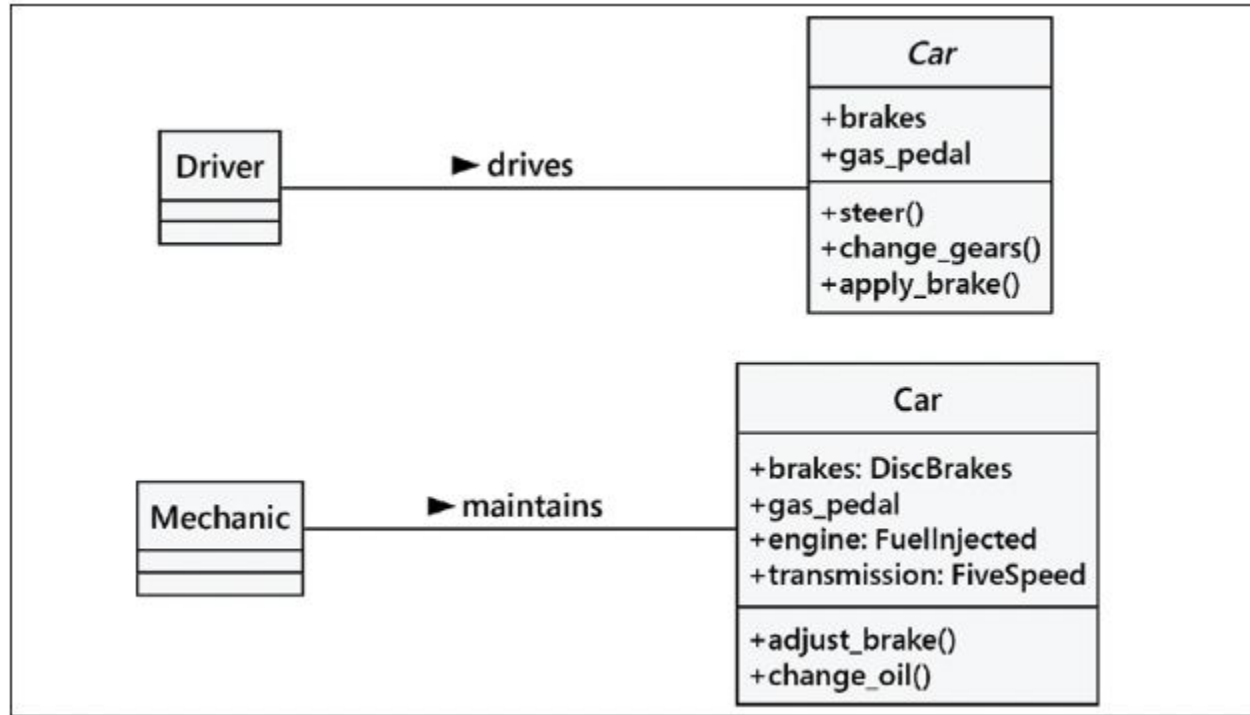 Car
+brakes
+gas_pedal
Driver
► drives
+steer()
+change_gears()
+apply_brake()
Car
+brakes: DiscBrakes
+gas_pedal
+engine: FuelInjected
+transmission: FiveSpeed
Mechanic
► maintains
+adjust_brake()
+change_oil()